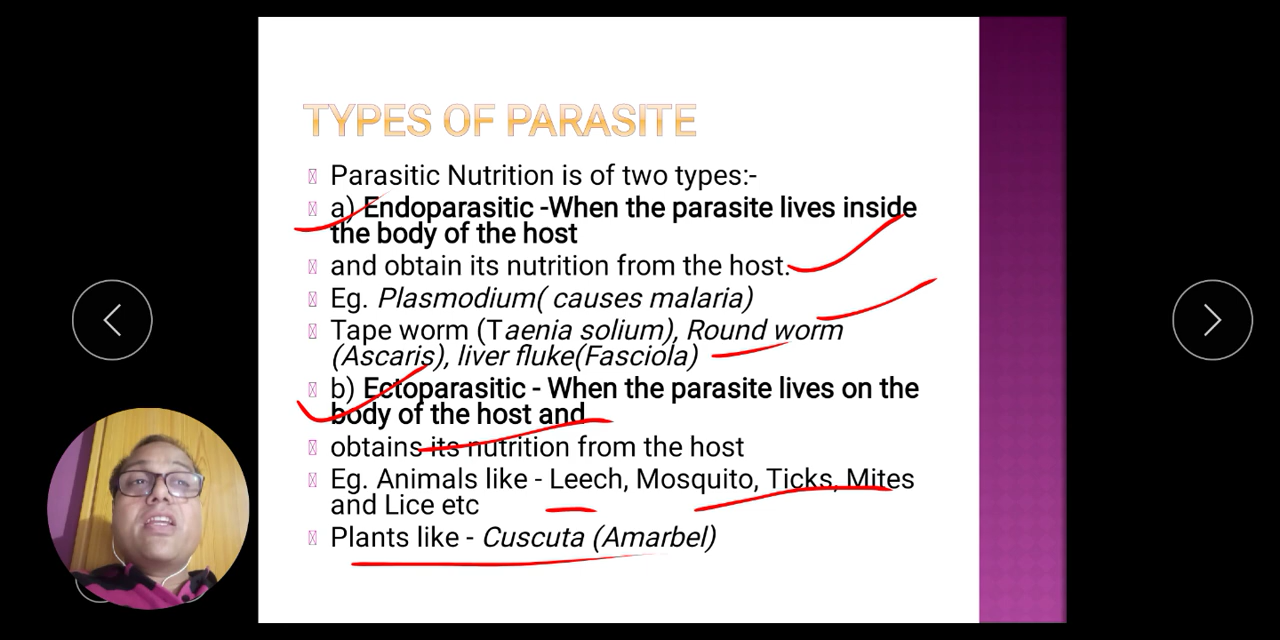 TYPES OF PARASITE
Parasitic Nutrition is of two types:-
a) Endoparasitic -When the parasite lives inside
the body of the host
and obtain its nutrition from the host.
Eg. Plasmodium( causes malaria)
Tape worm (Taenia solium), Round worm
(Ascaris), liver fluke(Fasciola)
b) Ectoparasitic - When the parasite lives on the
body of the host and
obtains its nutrition from the host
Eg. Animals like - Leech, Mosquito, Ticks, Mites
and Lice etc
Plants like - Cuscuta (Amarbel)